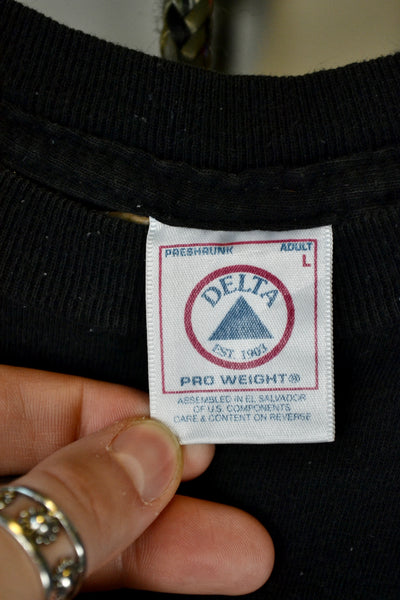 PRESHRUNK ADULT
L
DELTA
EST. 1903
PRO WEIGHT®
ASSEMBLED IN EL SALVADOR
OF U.S. COMPONENTS
CARE & CONTENT ON REVERSE